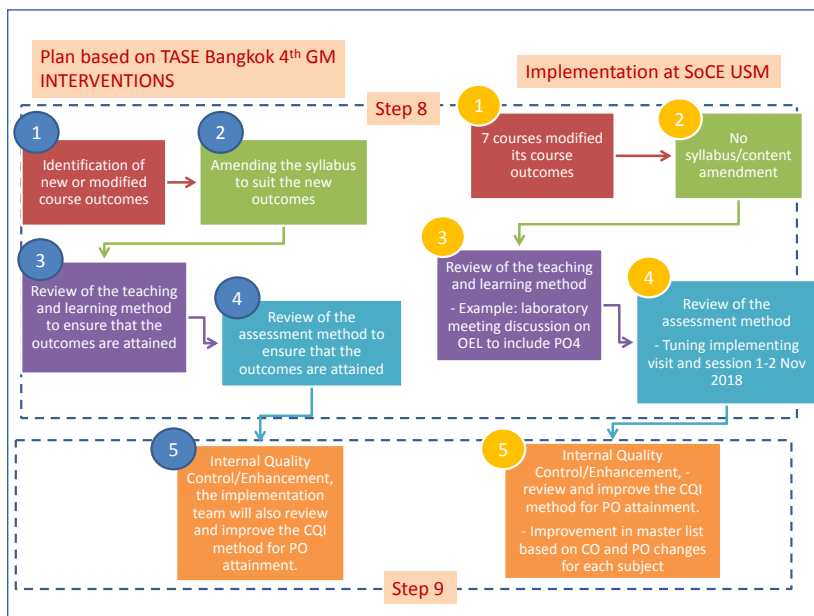 Plan based on TASE Bangkok 4th GM
INTERVENTIONS
Implementation at SoCE USM
Step 8
1
Identification of
new or modified
course outcomes
2
Amending the syllabus
to suit the new
outcomes
3
Review of the teaching
and learning method
to ensure that the
outcomes are attained
4
Review of the
assessment method to
ensure that the
outcomes are attained
5
Internal Quality
Control/Enhancement,
the implementation
team will also review
and improve the CQI
method for PO
attainment.
1
7 courses modified
its course
outcomes
2
No
syllabus/content
amendment
3
Review of the teaching
and learning method
- Example: laboratory
meeting discussion on
OEL to include PO4
4
Review of the
assessment method
- Tuning implementing
visit and session 1-2 Nov
2018
5
Internal Quality
Control/Enhancement, -
review and improve the CQI
method for PO attainment.
- Improvement in master list
based on CO and PO changes
for each subject
Step 9